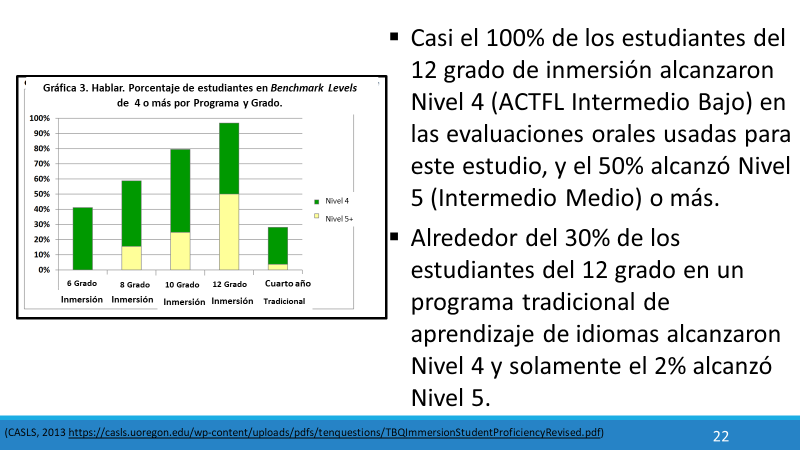 Gráfica 3. Hablar. Porcentaje de estudiantes en Benchmark Levels
de 4 o más por Programa y Grado.
100%
90%
80%
70%
60%
50%
40%
30%
20%
10%
0%
6 Grado
Inmersión
8 Grado
Inmersión
10 Grado
Inmersión
12 Grado
Inmersión
Cuarto año
Tradicional
Nivel 4
Nivel 5+
▪ Casi el 100% de los estudiantes del
12 grado de inmersión alcanzaron
Nivel 4 (ACTFL Intermedio Bajo) en
las evaluaciones orales usadas para
este estudio, y el 50% alcanzó Nivel
5 (Intermedio Medio) o más.
▪ Alrededor del 30% de los
estudiantes del 12 grado en un
programa tradicional de
aprendizaje de idiomas alcanzaron
Nivel 4 y solamente el 2% alcanzó
Nivel 5.
(CASLS, 2013 https://casls.uoregon.edu/wp-content/uploads/pdfs/tenquestions/TBQImmersionStudentProficiencyRevised.pdf)
22